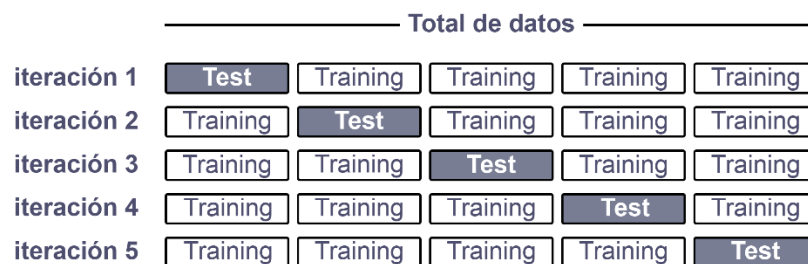 Total de datos
iteración 1 Test Training Training Training Training
iteración 2 Training Test Training Training Training
iteración 3 Training Training Test Training Training
iteración 4 Training Training Training Test Training
iteración 5 Training Training Training Training Test